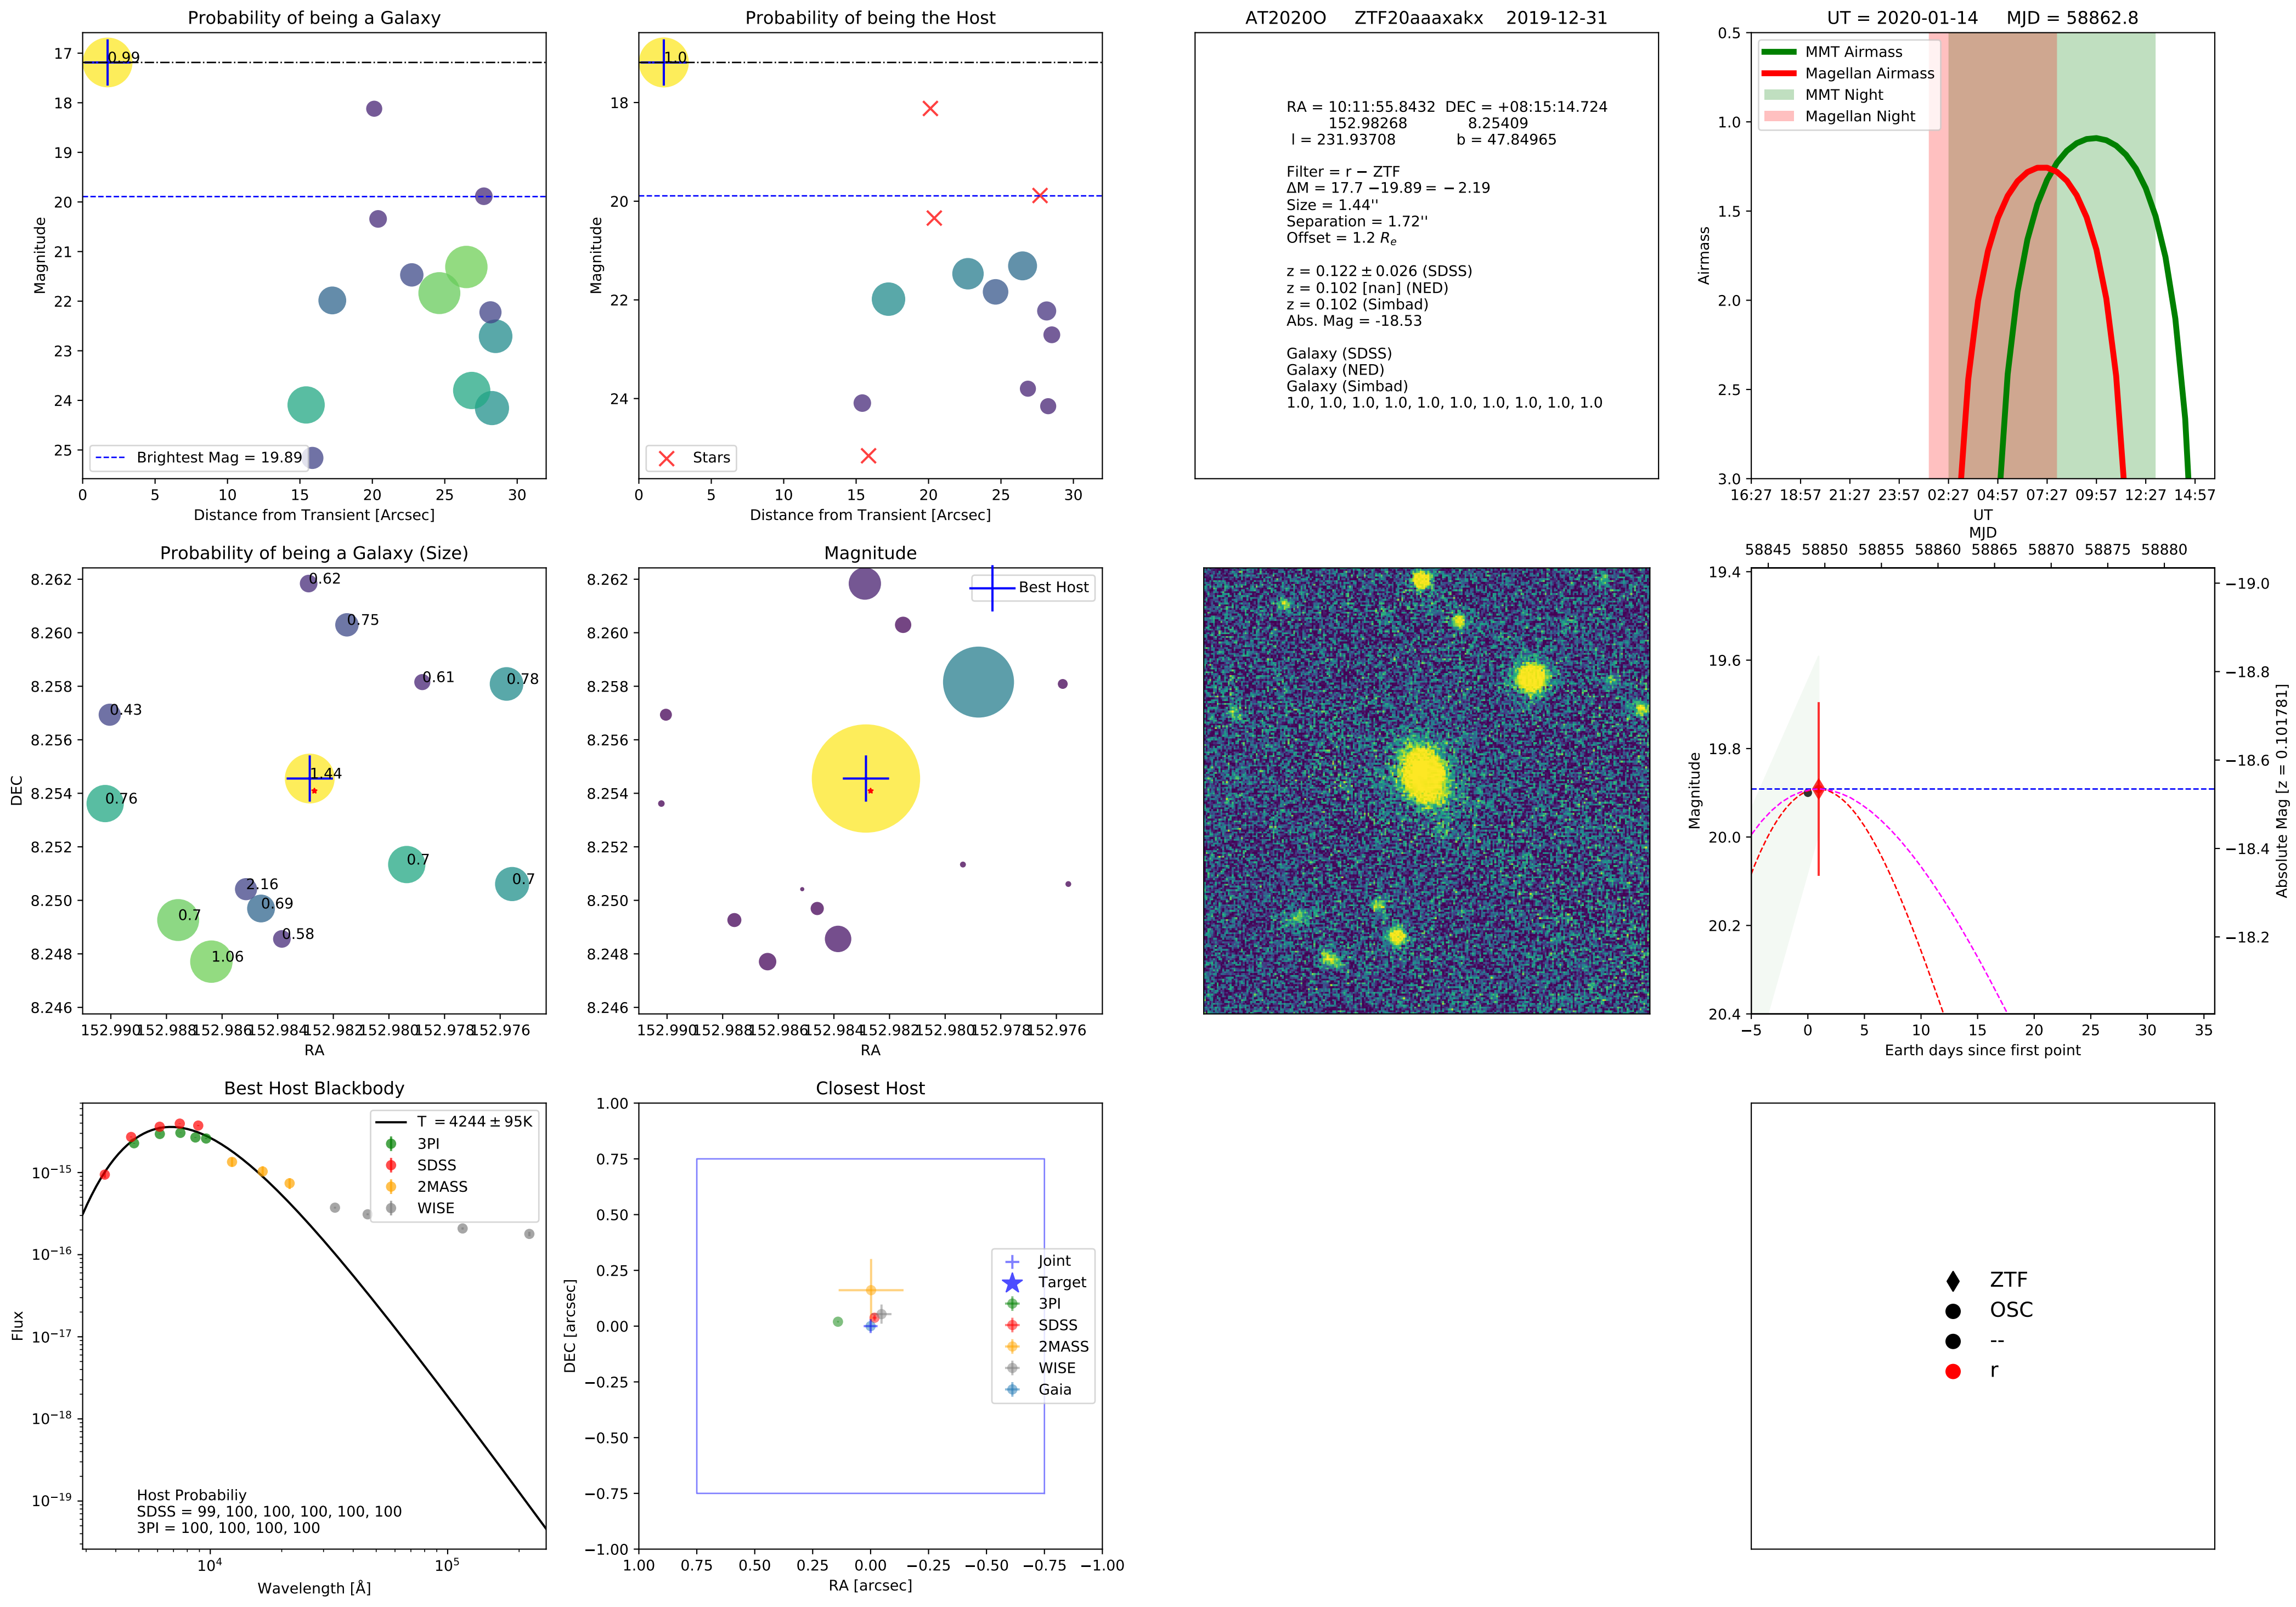 Probability of being a Galaxy
0.99
17
18
19
20
21
22
23
24
25
Magnitude
Brightest Mag = 19.89
0 5 10 15 20 25 30
Distance from Transient [Arcsec]
Probability of being the Host
1.0
18
20
22
24
Magnitude
Stars
0 5 10 15 20 25 30
Distance from Transient [Arcsec]
AT2020O ZTF20aaaxakx 2019-12-31
RA = 10:11:55.8432 DEC = +08:15:14.724
152.98268 8.25409
l = 231.93708 b = 47.84965
Filter = r − ZTF
ΔM = 17.7 −19.89 = − 2.19
Size = 1.44''
Separation = 1.72''
Offset = 1.2 Re
z = 0.122 ± 0.026 (SDSS)
z = 0.102 [nan] (NED)
z = 0.102 (Simbad)
Abs. Mag = -18.53
Galaxy (SDSS)
Galaxy (NED)
Galaxy (Simbad)
1.0, 1.0, 1.0, 1.0, 1.0, 1.0, 1.0, 1.0, 1.0, 1.0
UT = 2020-01-14 MJD = 58862.8
MMT Airmass
Magellan Airmass
MMT Night
Magellan Night
0.5
1.0
1.5
2.0
2.5
3.0
Airmass
16:27 18:57 21:27 23:57 02:27 04:57 07:27 09:57 12:27 14:57
UT
Probability of being a Galaxy (Size)
8.262
8.260
8.258
8.256
8.254
8.252
8.250
8.248
8.246
DEC
0.62
0.75
0.61
0.78
0.43
1.44
0.76
0.7
0.7
2.16
0.69
0.7
0.58
1.06
152.990 152.988 152.986 152.984 152.982 152.980 152.978 152.976
RA
Magnitude
Best Host
8.262
8.260
8.258
8.256
8.254
8.252
8.250
8.248
8.246
152.990 152.988 152.986 152.984 152.982 152.980 152.978 152.976
RA
MJD
58845 58850 58855 58860 58865 58870 58875 58880
19.4
19.6
19.8
20.0
20.2
20.4
Magnitude
−19.0
−18.8
−18.6
−18.4
−18.2
Absolute Mag [z = 0.101781]
−5 0 5 10 15 20 25 30 35
Earth days since first point
Best Host Blackbody
T = 4244 ± 95K
3PI
SDSS
2MASS
WISE
10−15
10−16
10−17
10−18
10−19
Flux
Host Probabiliy
SDSS = 99, 100, 100, 100, 100, 100
3PI = 100, 100, 100, 100
104 105
Wavelength [Å]
Closest Host
1.00
0.75
0.50
0.25
0.00
−0.25
−0.50
−0.75
−1.00
DEC [arcsec]
Joint
Target
3PI
SDSS
2MASS
WISE
Gaia
1.00 0.75 0.50 0.25 0.00 −0.25 −0.50 −0.75 −1.00
RA [arcsec]
ZTF
OSC
--
r